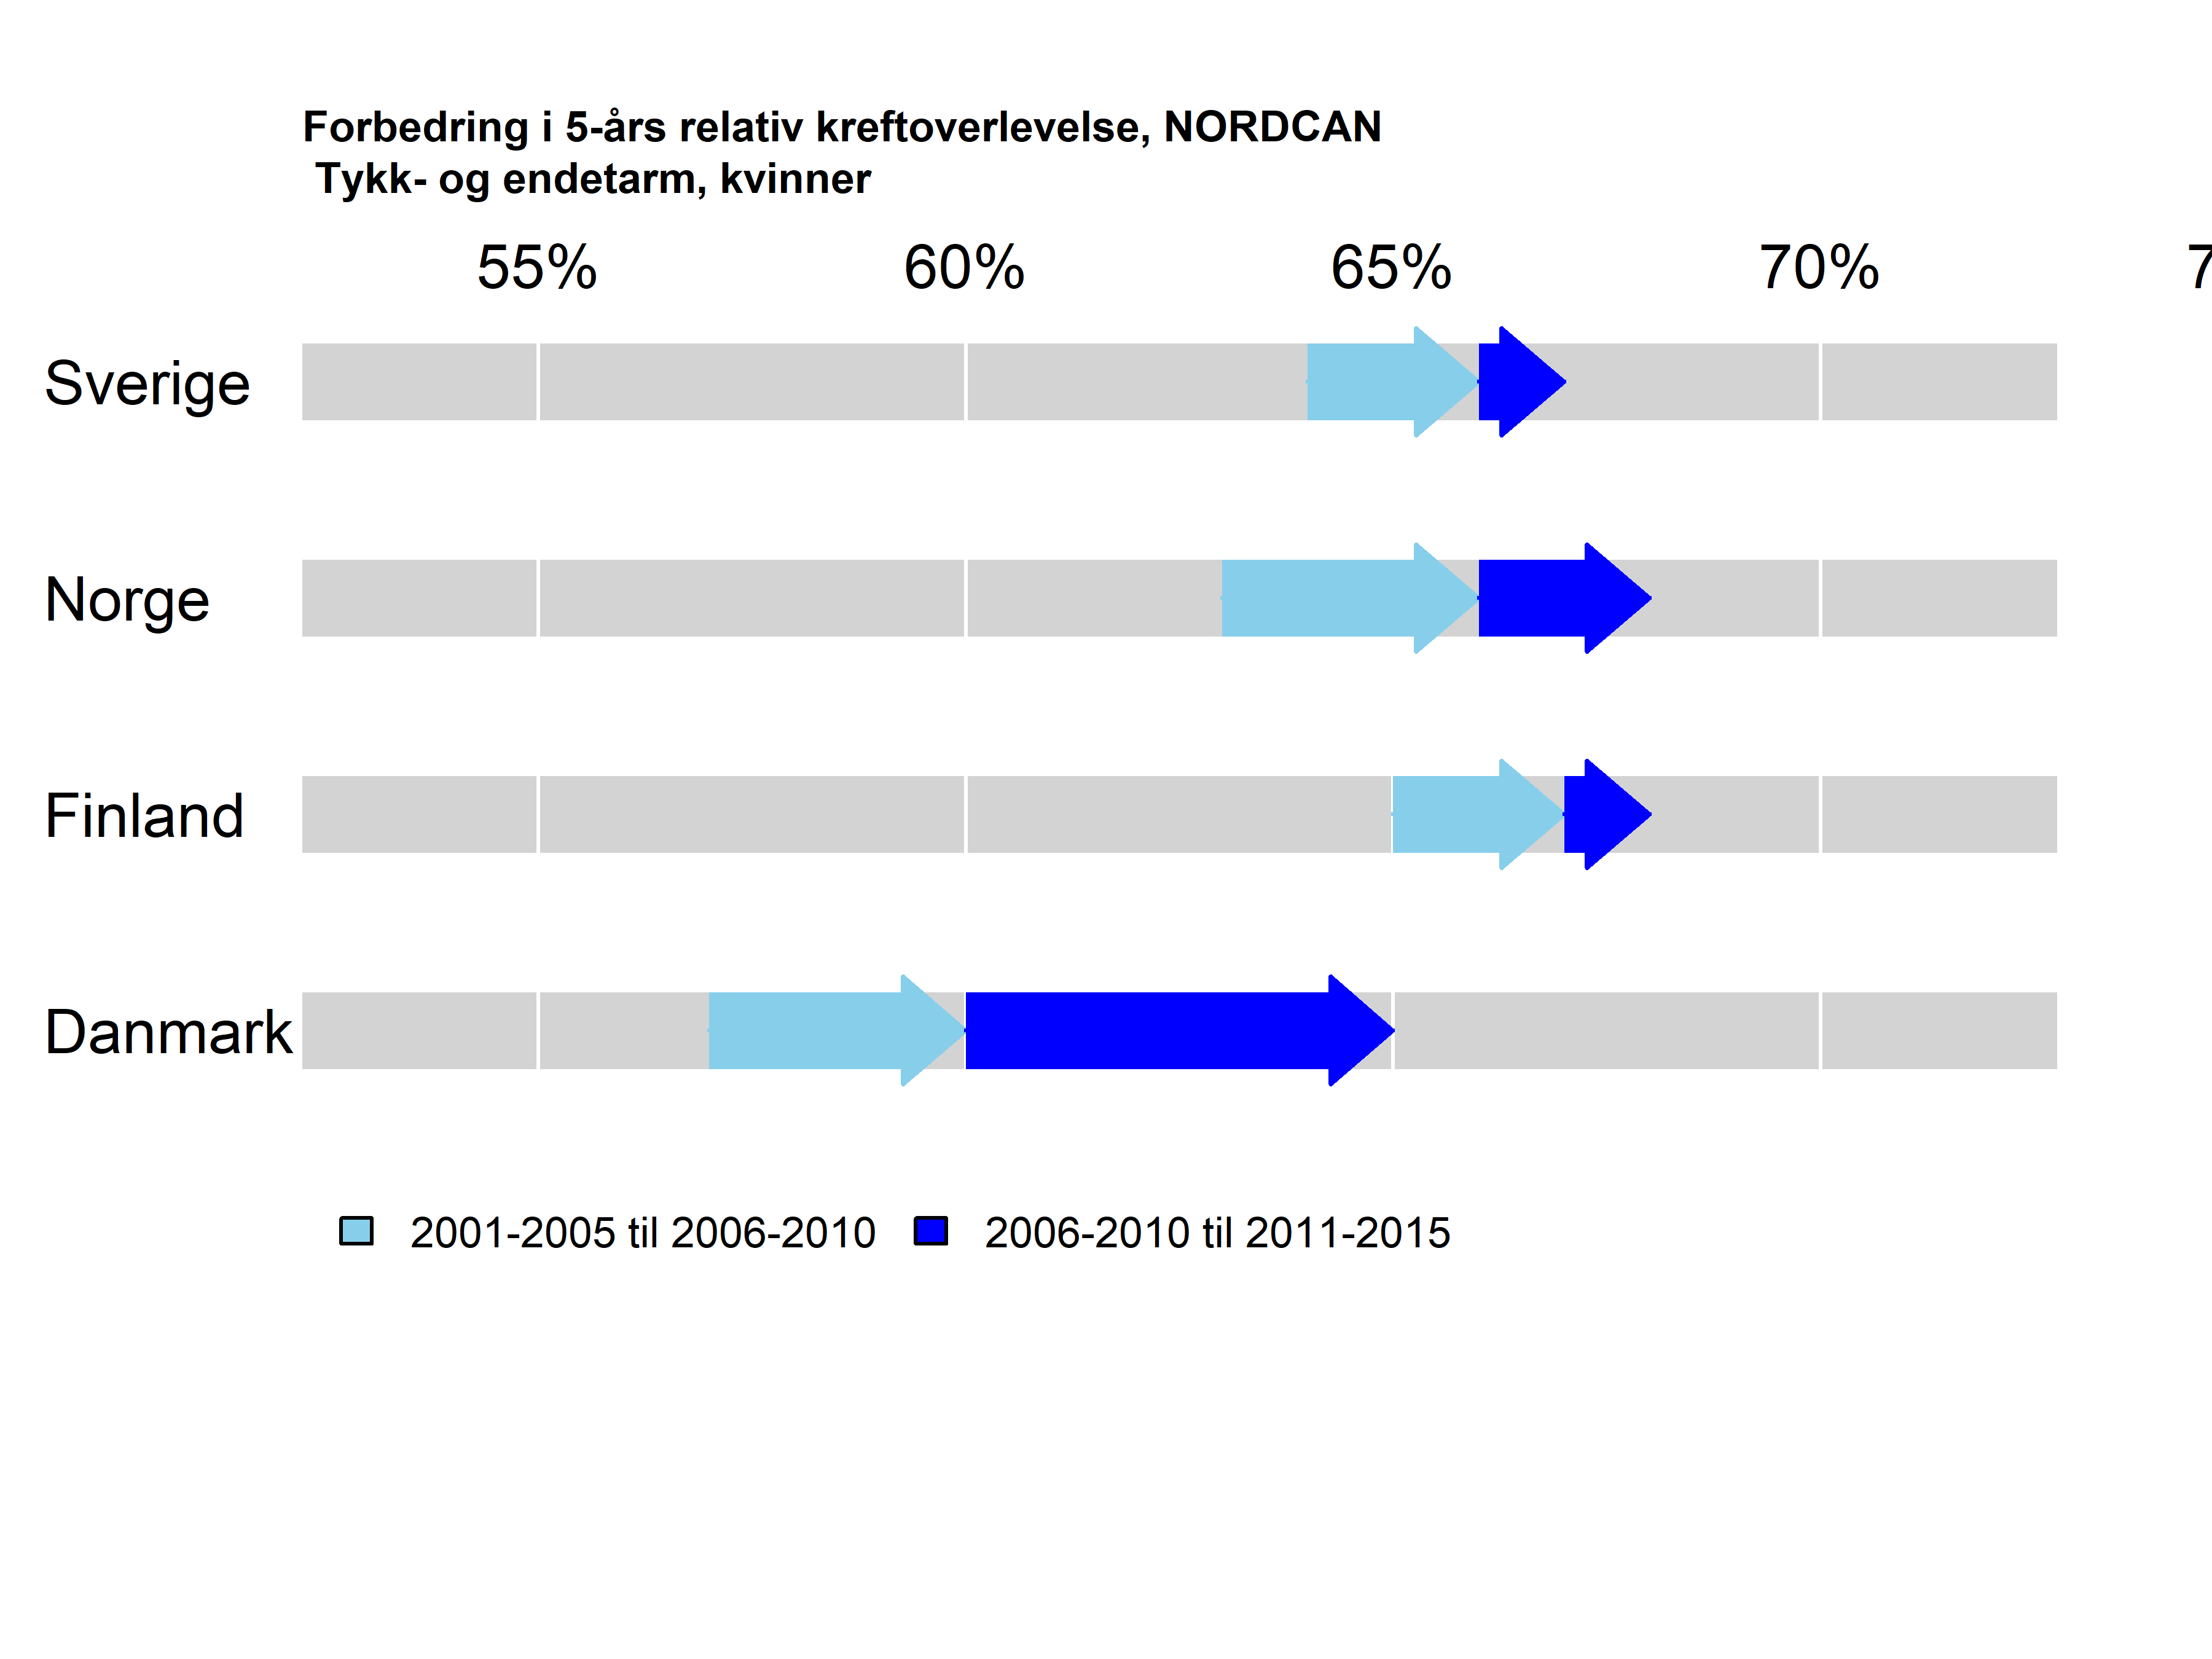 Forbedring i 5-års relativ kreftoverlevelse, NORDCAN
Tykk- og endetarm, kvinner
55% 60% 65% 70% 7
Sverige
Norge
Finland
Danmark
2001-2005 til 2006-2010 2006-2010 til 2011-2015